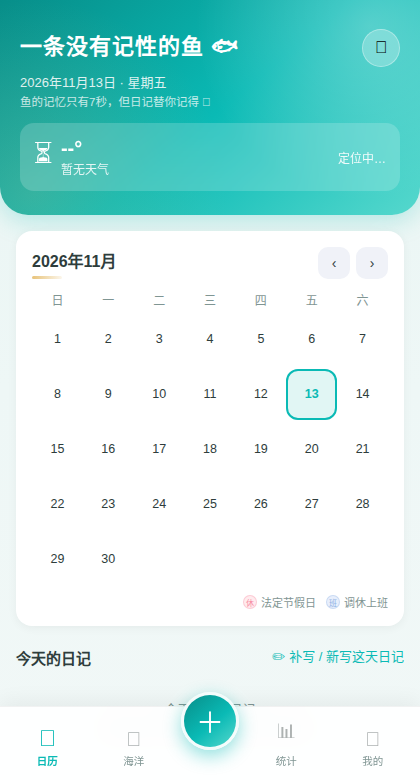 一条没有记性的鱼
2026年11月13日 · 星期五
鱼的记忆只有7秒，但日记替你记得
--°
暂无天气
定位中…
2026年11月
‹ ›
日 一 二 三 四 五 六
1 2 3 4 5 6 7
8 9 10 11 12 13 14
15 16 17 18 19 20 21
22 23 24 25 26 27 28
29 30
休 法定节假日 班 调休上班
今天的日记
✏ 补写 / 新写这天日记
日历 海洋 统计 我的